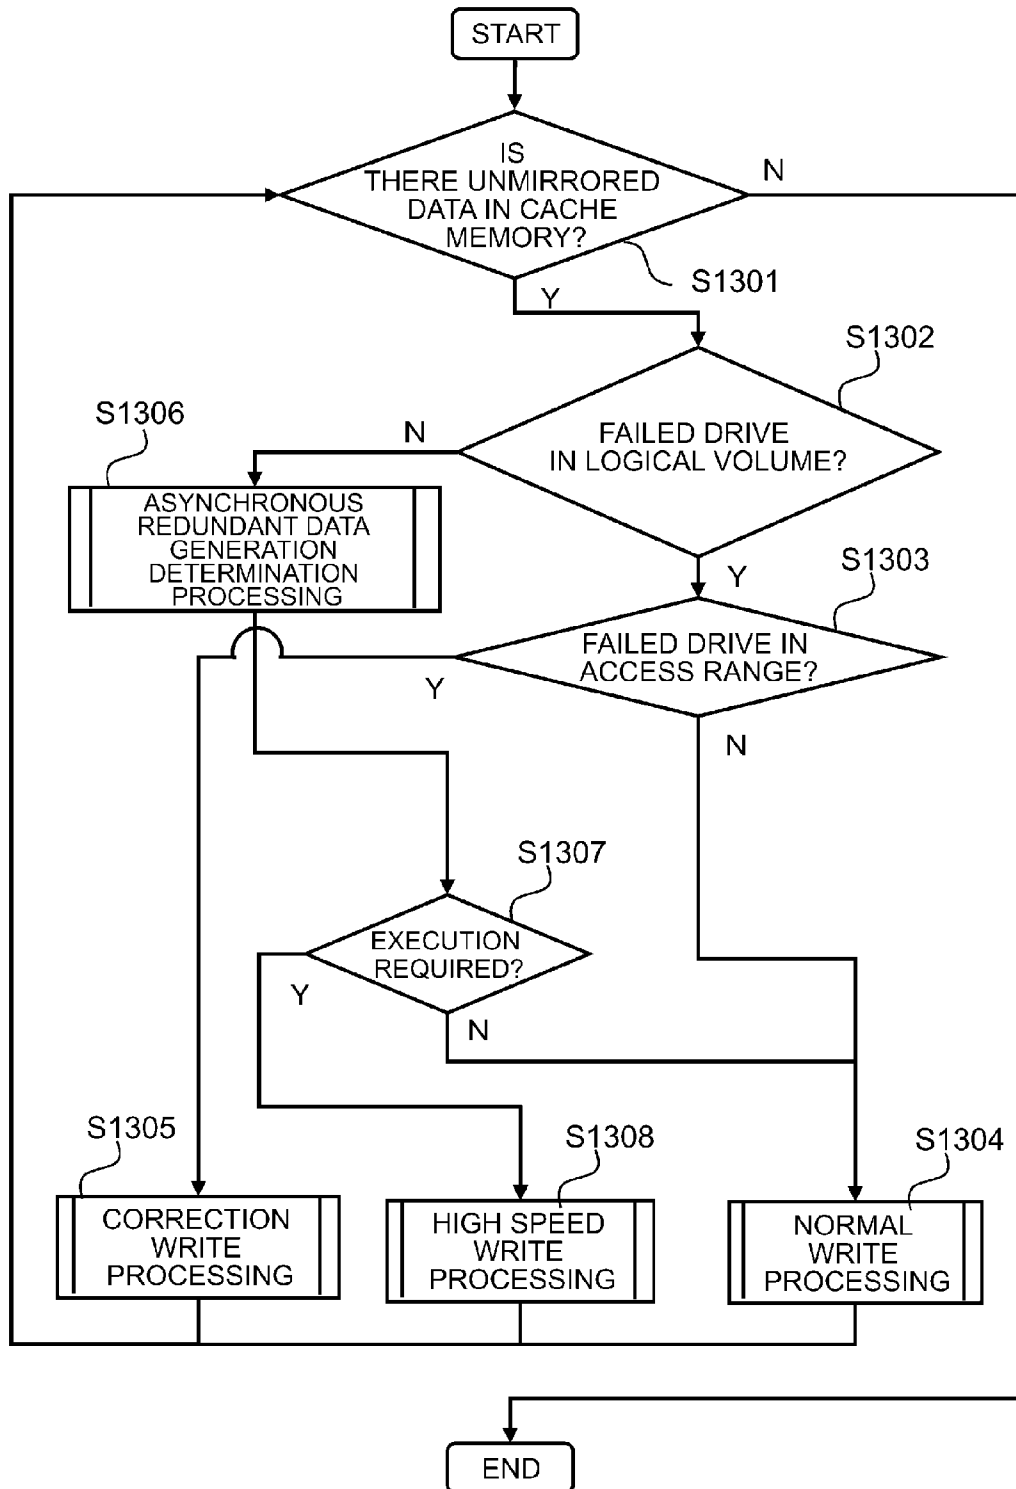 START
IS
THERE UNMIRRORED
DATA IN CACHE
MEMORY?
N
S1301
Y
S1302
FAILED DRIVE
IN LOGICAL VOLUME?
N
S1306
ASYNCHRONOUS
REDUNDANT DATA
GENERATION
DETERMINATION
PROCESSING
Y
S1303
FAILED DRIVE IN
ACCESS RANGE?
Y
N
S1307
EXECUTION
REQUIRED?
Y
N
S1305
CORRECTION
WRITE
PROCESSING
S1308
HIGH SPEED
WRITE
PROCESSING
S1304
NORMAL
WRITE
PROCESSING
END